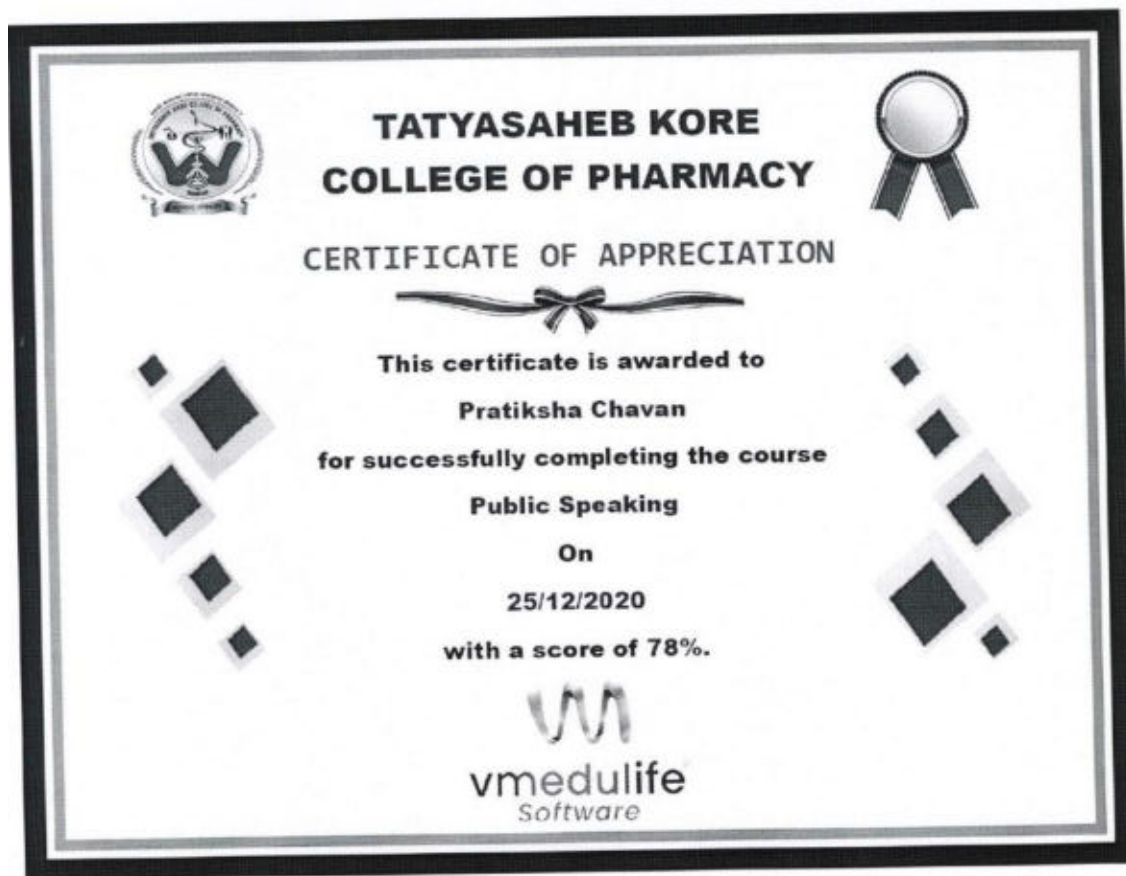 TATYASAHEB KORE
COLLEGE OF PHARMACY
CERTIFICATE OF APPRECIATION
This certificate is awarded to
Pratiksha Chavan
for successfully completing the course
Public Speaking
On
25/12/2020
with a score of 78%.
vmedulife
Software